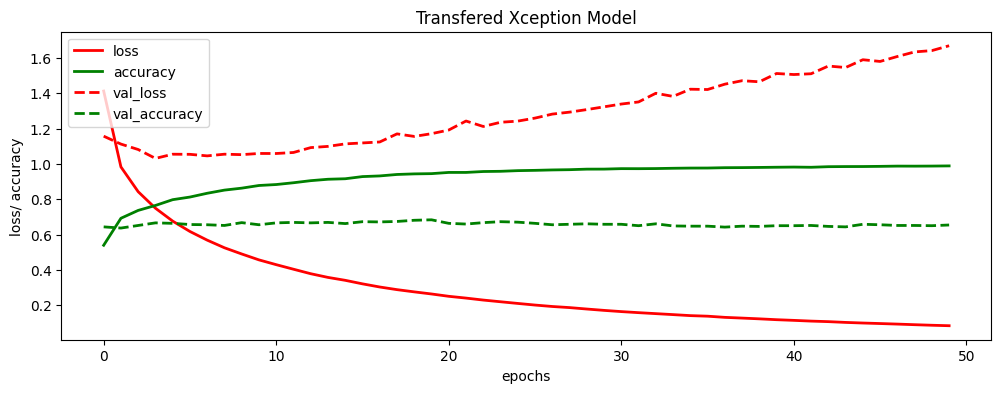 Transfered Xception Model
loss
accuracy
val_loss
val_accuracy
loss/ accuracy
1.6
1.4
1.2
1.0
0.8
0.6
0.4
0.2
0 10 20 30 40 50
epochs